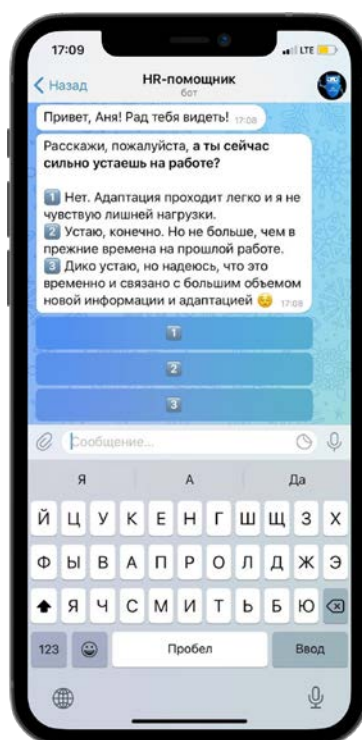 17:09
LTE
Назад
HR-помощник
бот
Привет, Аня! Рад тебя видеть! 17:08
Расскажи, пожалуйста, а ты сейчас
сильно устаешь на работе?
1 Нет. Адаптация проходит легко и я не
чувствую лишней нагрузки.
2 Устаю, конечно. Но не больше, чем в
прежние времена на прошлой работе.
3 Дико устаю, но надеюсь, что это
временно и связано с большим объемом
новой информации и адаптацией 😔 17:08
1
2
3
Сообщение...
Я А Да
Й Ц У К Е Н Г Ш Щ З Х
Ф Ы В А П Р О Л Д Ж Э
Я Ч С М И Т Ь Б Ю
123 Пробел Ввод